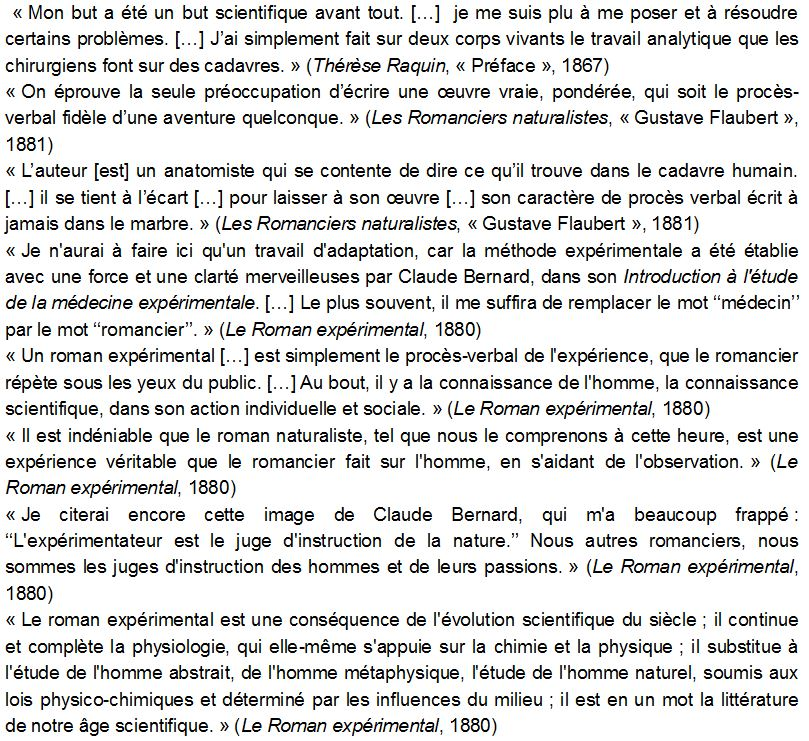 « Mon but a été un but scientifique avant tout. […]  je me suis plu à me poser et à résoudre
certains problèmes. […] J’ai simplement fait sur deux corps vivants le travail analytique que les
chirurgiens font sur des cadavres. » (Thérèse Raquin, « Préface », 1867)
« On éprouve la seule préoccupation d’écrire une œuvre vraie, pondérée, qui soit le procès-
verbal fidèle d’une aventure quelconque. » (Les Romanciers naturalistes, « Gustave Flaubert »,
1881)
« L’auteur [est] un anatomiste qui se contente de dire ce qu’il trouve dans le cadavre humain.
[…] il se tient à l’écart […] pour laisser à son œuvre […] son caractère de procès verbal écrit à
jamais dans le marbre. » (Les Romanciers naturalistes, « Gustave Flaubert », 1881)
« Je n'aurai à faire ici qu'un travail d'adaptation, car la méthode expérimentale a été établie
avec une force et une clarté merveilleuses par Claude Bernard, dans son Introduction à l'étude
de la médecine expérimentale. […] Le plus souvent, il me suffira de remplacer le mot ‘‘médecin’’
par le mot ‘‘romancier’’. » (Le Roman expérimental, 1880)
« Un roman expérimental […] est simplement le procès-verbal de l'expérience, que le romancier
répète sous les yeux du public. […] Au bout, il y a la connaissance de l'homme, la connaissance
scientifique, dans son action individuelle et sociale. » (Le Roman expérimental, 1880)
« Il est indéniable que le roman naturaliste, tel que nous le comprenons à cette heure, est une
expérience véritable que le romancier fait sur l'homme, en s'aidant de l'observation. » (Le
Roman expérimental, 1880)
« Je citerai encore cette image de Claude Bernard, qui m'a beaucoup frappé :
‘‘L'expérimentateur est le juge d'instruction de la nature.’’ Nous autres romanciers, nous
sommes les juges d'instruction des hommes et de leurs passions. » (Le Roman expérimental,
1880)
« Le roman expérimental est une conséquence de l'évolution scientifique du siècle ; il continue
et complète la physiologie, qui elle-même s'appuie sur la chimie et la physique ; il substitue à
l'étude de l'homme abstrait, de l'homme métaphysique, l'étude de l'homme naturel, soumis aux
lois physico-chimiques et déterminé par les influences du milieu ; il est en un mot la littérature
de notre âge scientifique. » (Le Roman expérimental, 1880)